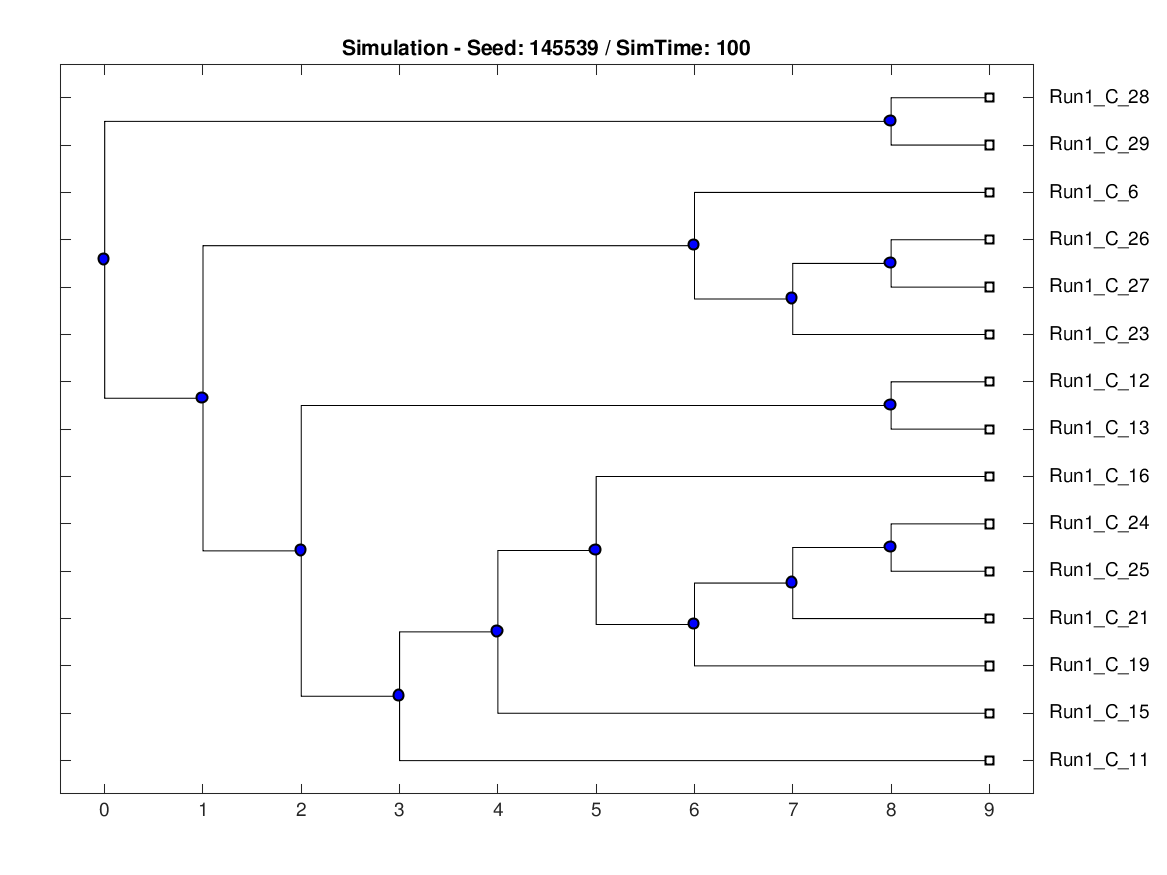 Simulation - Seed: 145539 / SimTime: 100
Run1_C_28
Run1_C_29
Run1_C_6
Run1_C_26
Run1_C_27
Run1_C_23
Run1_C_12
Run1_C_13
Run1_C_16
Run1_C_24
Run1_C_25
Run1_C_21
Run1_C_19
Run1_C_15
Run1_C_11
0 1 2 3 4 5 6 7 8 9